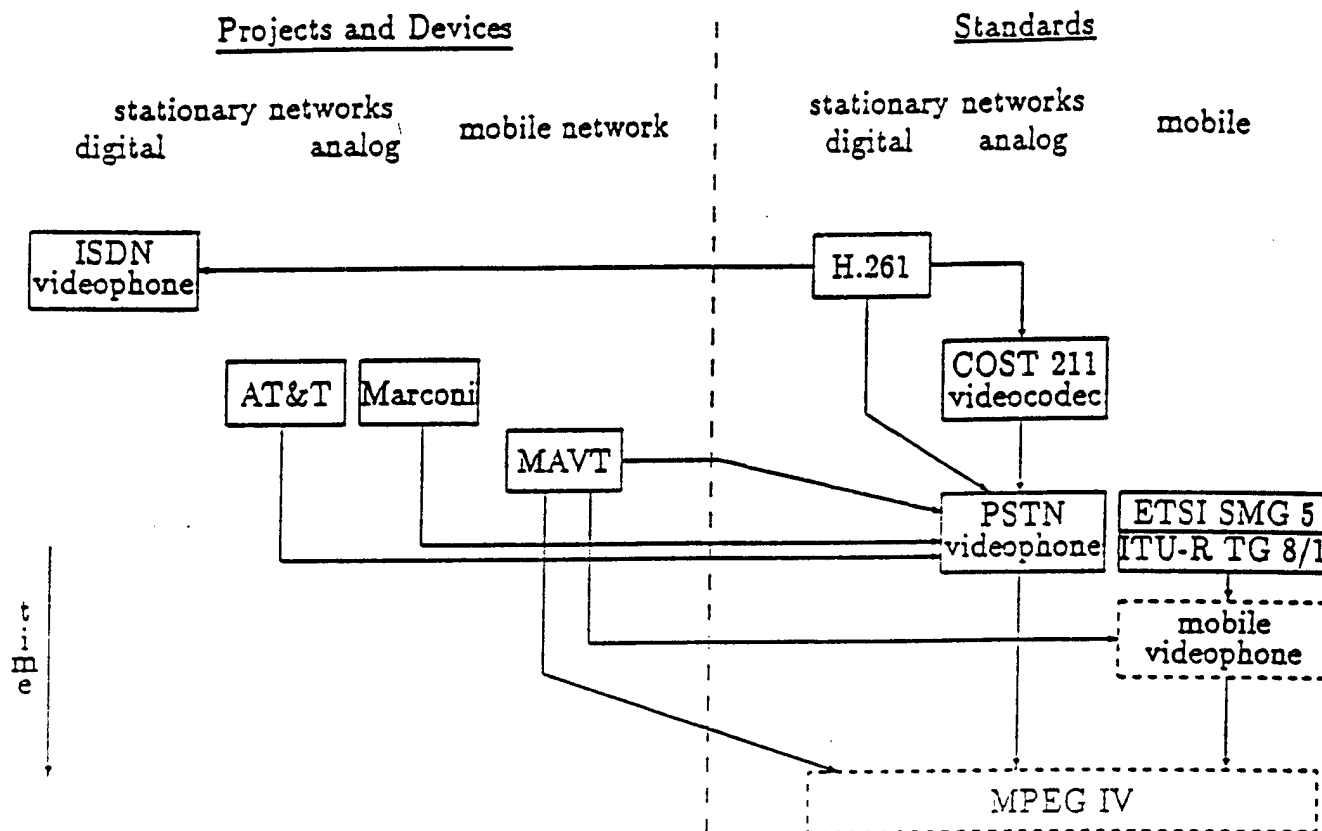 Projects and Devices
Standards
stationary networks
digital
analog
mobile network
stationary networks
digital
analog
mobile
ISDN
videophone
H.261
COST 211
videocodec
AT&T
Marconi
MAVT
PSTN
videophone
ETSI SMG 5
ITU-R TG 8/1
mobile
videophone
time
MPEG IV